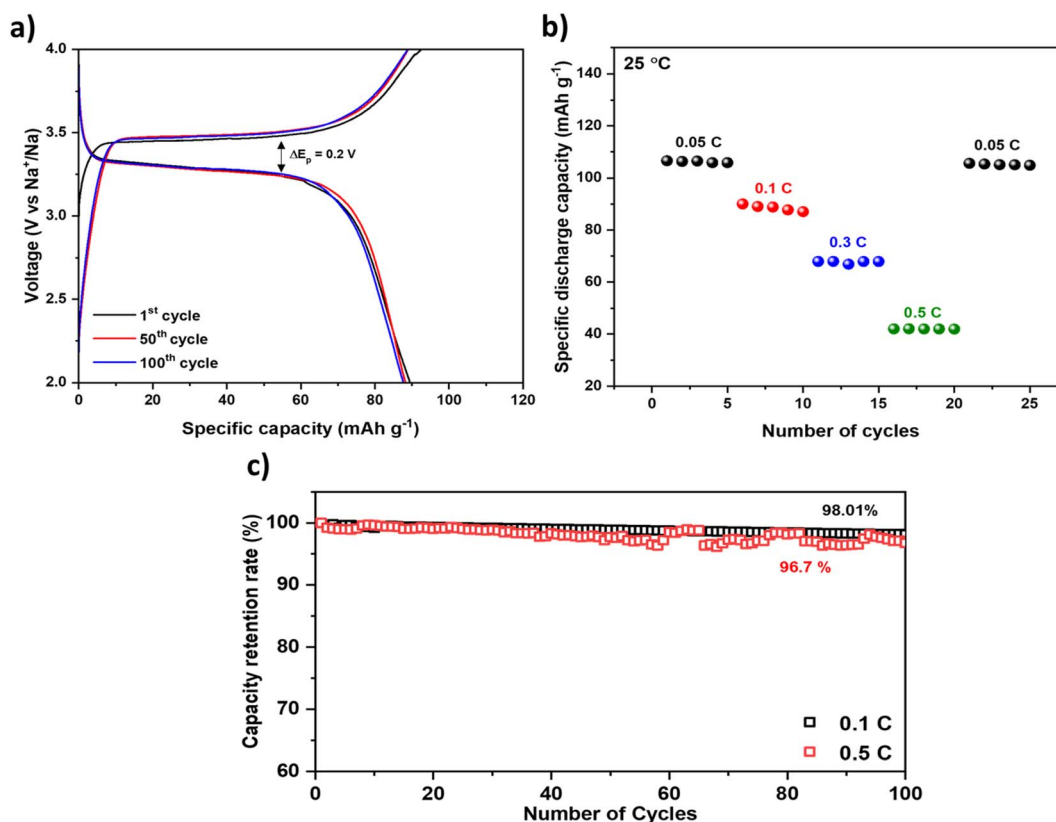 a)
4.0
3.5
3.0
2.5
2.0
Voltage (V vs Na⁺/Na)
ΔEₚ = 0.2 V
1ˢᵗ cycle
50ᵗʰ cycle
100ᵗʰ cycle
0 20 40 60 80 100 120
Specific capacity (mAh g⁻¹)
b)
25 °C
140
120
100
80
60
40
20
Specific discharge capacity (mAh g⁻¹)
0.05 C
0.1 C
0.3 C
0.5 C
0.05 C
0 5 10 15 20 25
Number of cycles
c)
100
90
80
70
60
Capacity retention rate (%)
98.01%
96.7 %
0.1 C
0.5 C
0 20 40 60 80 100
Number of Cycles